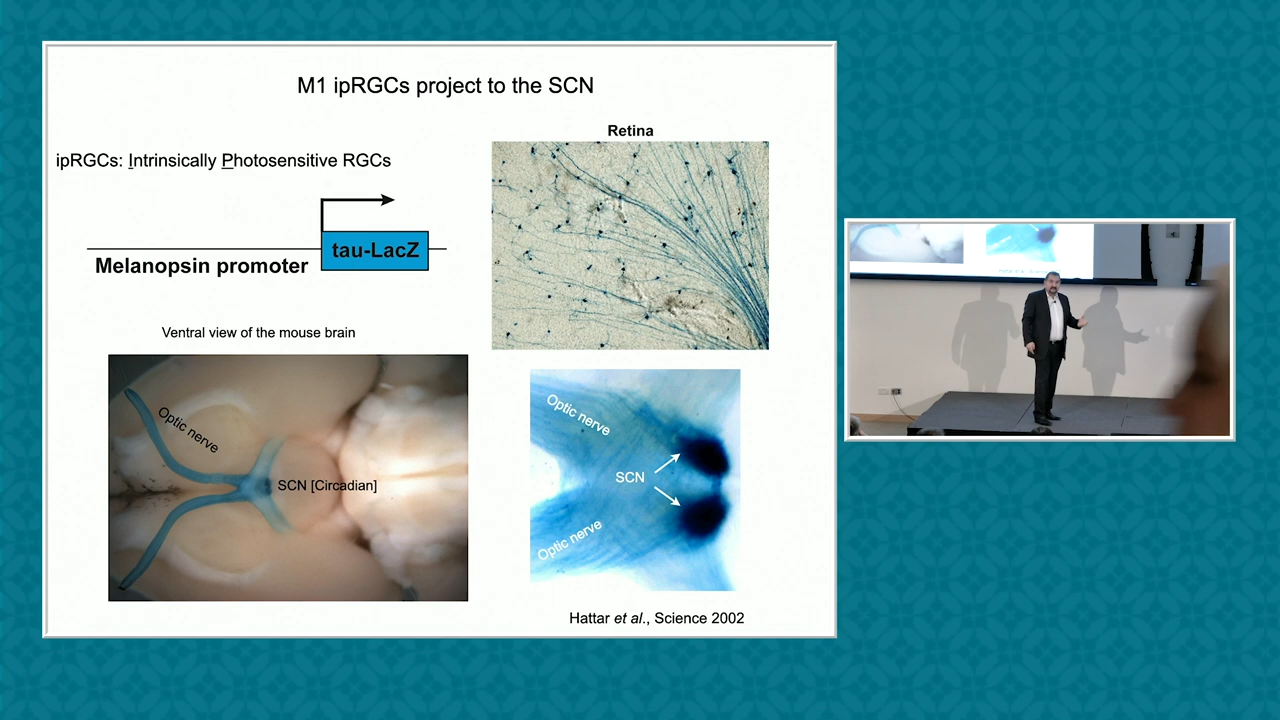 M1 ipRGCs project to the SCN
ipRGCs: Intrinsically Photosensitive RGCs
tau-LacZ
Melanopsin promoter
Retina
Ventral view of the mouse brain
Optic nerve
SCN [Circadian]
Optic nerve
SCN
Optic nerve
Hattar et al., Science 2002